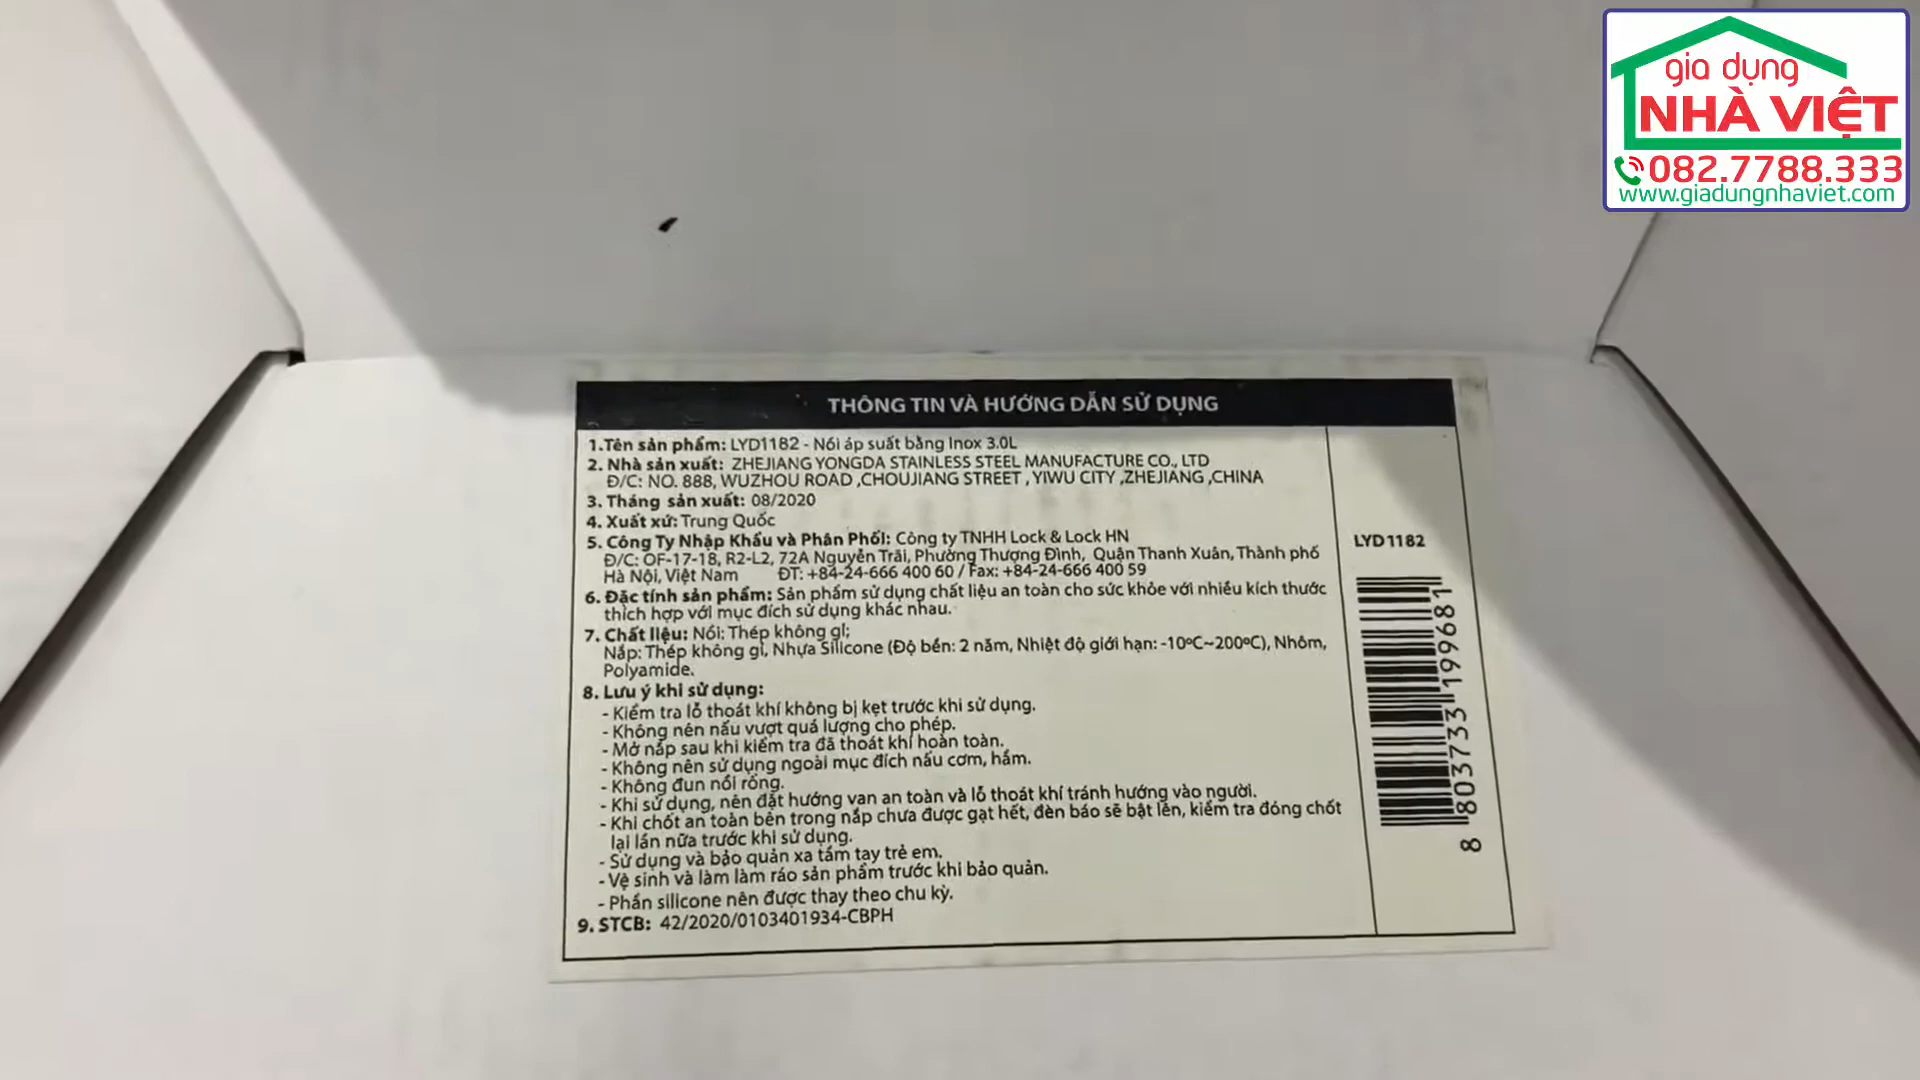 gia dụng
NHÀ VIỆT
082.7788.333
www.giadungnhaviet.com
THÔNG TIN VÀ HƯỚNG DẪN SỬ DỤNG
1.Tên sản phẩm: LYD1182 - Nồi áp suất bằng Inox 3.0L
2. Nhà sản xuất: ZHEJIANG YONGDA STAINLESS STEEL MANUFACTURE CO., LTD
Đ/C: NO. 888, WUZHOU ROAD ,CHOUJIANG STREET , YIWU CITY ,ZHEJIANG ,CHINA
3. Tháng sản xuất: 08/2020
4. Xuất xứ: Trung Quốc
5. Công Ty Nhập Khẩu và Phân Phối: Công ty TNHH Lock & Lock HN
Đ/C: OF-17-18, R2-L2, 72A Nguyễn Trãi, Phường Thượng Đình, Quận Thanh Xuân, Thành phố
Hà Nội, Việt Nam ĐT: +84-24-666 400 60 / Fax: +84-24-666 400 59
6. Đặc tính sản phẩm: Sản phẩm sử dụng chất liệu an toàn cho sức khỏe với nhiều kích thước
thích hợp với mục đích sử dụng khác nhau.
7. Chất liệu: Nồi: Thép không gỉ;
Nắp: Thép không gỉ, Nhựa Silicone (Độ bền: 2 năm, Nhiệt độ giới hạn: -10ºC~200ºC), Nhôm,
Polyamide.
8. Lưu ý khi sử dụng:
- Kiểm tra lỗ thoát khí không bị kẹt trước khi sử dụng.
- Không nên nấu vượt quá lượng cho phép.
- Mở nắp sau khi kiểm tra đã thoát khí hoàn toàn.
- Không nên sử dụng ngoài mục đích nấu cơm, hầm.
- Không đun nồi rỗng.
- Khi sử dụng, nên đặt hướng van an toàn và lỗ thoát khí tránh hướng vào người.
- Khi chốt an toàn bên trong nắp chưa được gạt hết, đèn báo sẽ bật lên, kiểm tra đóng chốt
lại lần nữa trước khi sử dụng.
- Sử dụng và bảo quản xa tầm tay trẻ em.
- Vệ sinh và làm làm ráo sản phẩm trước khi bảo quản.
- Phần silicone nên được thay theo chu kỳ.
9. STCB: 42/2020/0103401934-CBPH
LYD1182
8 803733 199681